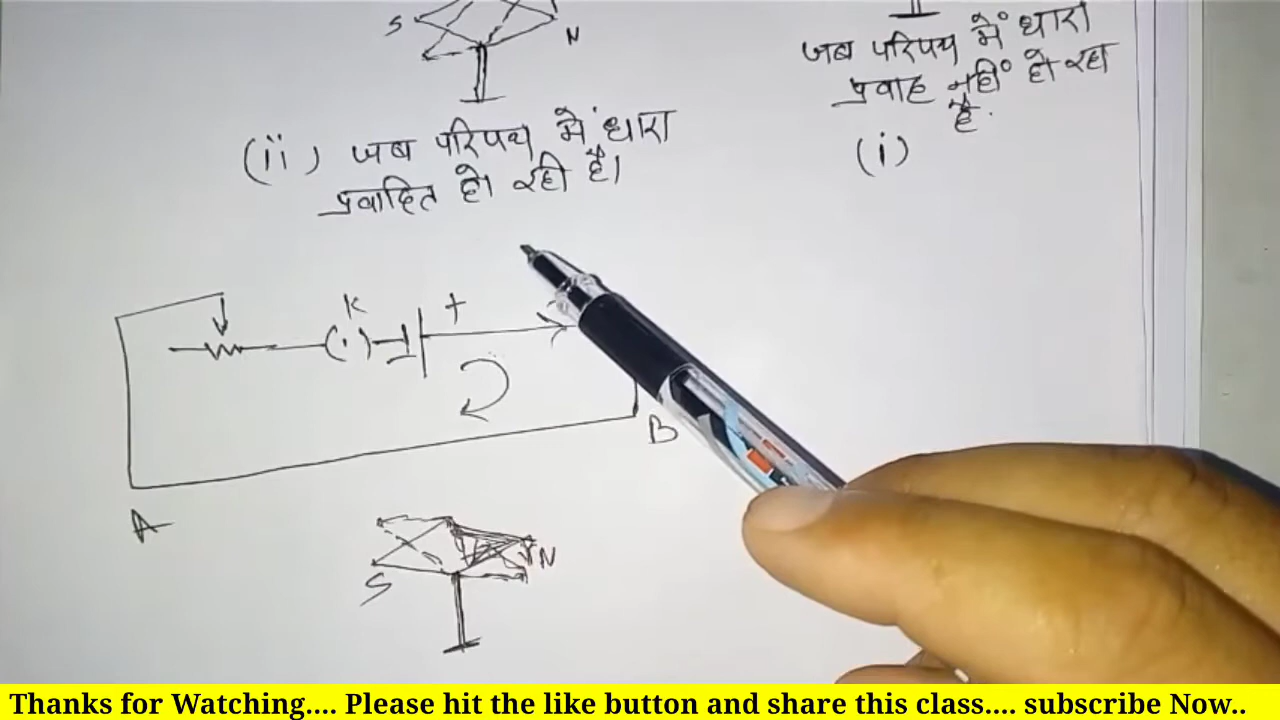 S
N
जब परिपथ में धारा
प्रवाह नहीं हो रहा
है.
(i)
(ii) जब परिपथ में धारा
प्रवाहित हो रही है।
K
+
B
A
S
N
Thanks for Watching.... Please hit the like button and share this class.... subscribe Now..